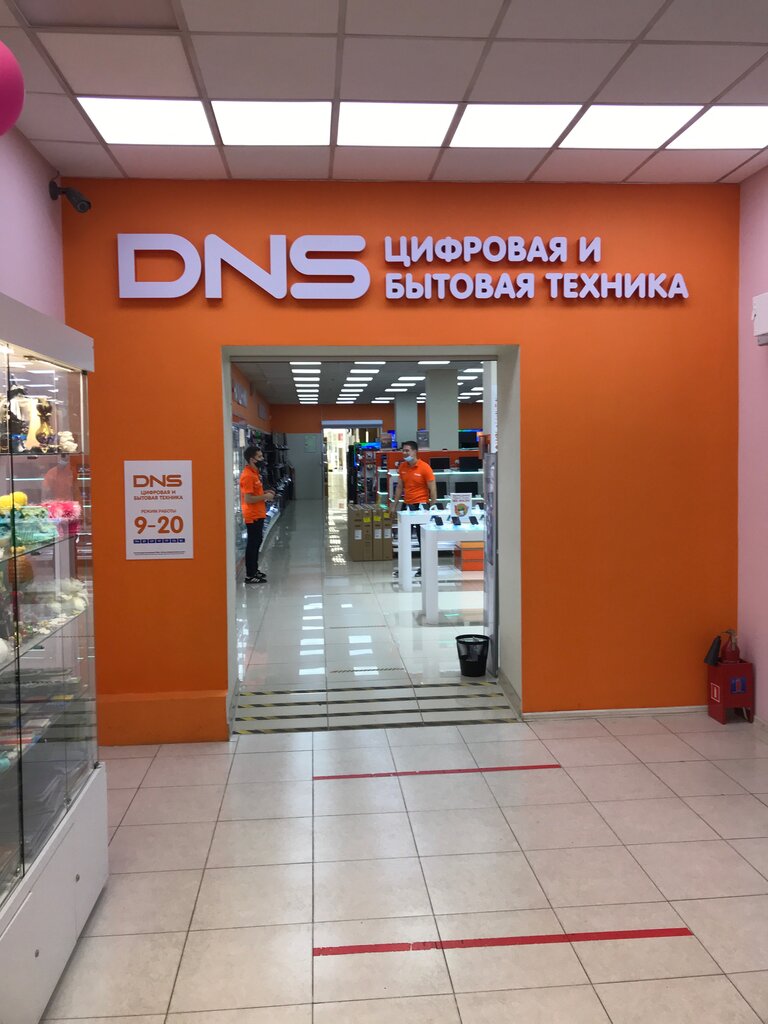 DNS
ЦИФРОВАЯ И
БЫТОВАЯ ТЕХНИКА
DNS
ЦИФРОВАЯ И
БЫТОВАЯ ТЕХНИКА
РЕЖИМ РАБОТЫ:
9-20